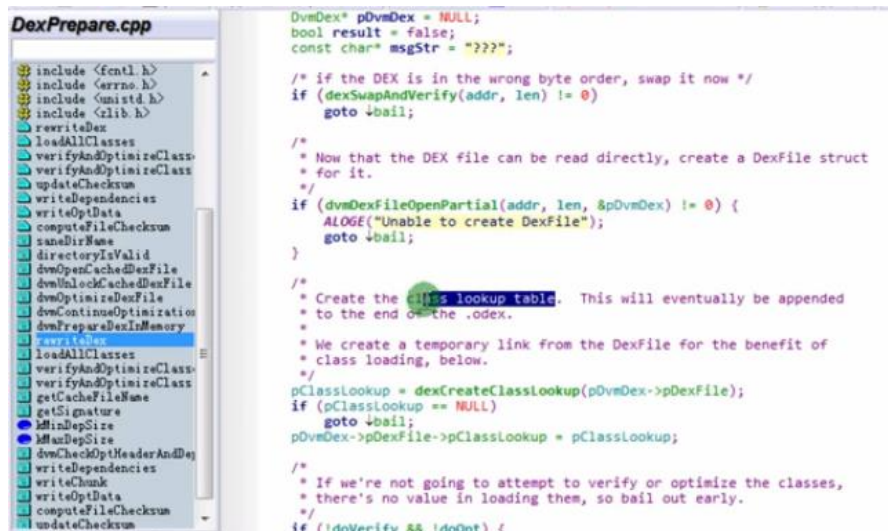 DexPrepare.cpp
include <fcntl.h>
include <errno.h>
include <unistd.h>
include <zlib.h>
rewriteDex
loadAllClasses
verifyAndOptimizeClass
verifyAndOptimizeClass
updateChecksum
writeDependencies
writeOptData
computeFileChecksum
saneDirName
directoryIsValid
dvmOpenCachedDexFile
dvmUnlockCachedDexFile
dvmOptimizeDexFile
dvmContinueOptimizatio
dvmPrepareDexInMemory
rewriteDex
loadAllClasses
verifyAndOptimizeClass
verifyAndOptimizeClass
getCacheFileName
getSignature
kMinDepSize
kMaxDepSize
dvmCheckOptHeaderAndDep
writeDependencies
writeChunk
writeOptData
computeFileChecksum
updateChecksum
DvmDex* pDvmDex = NULL;
bool result = false;
const char* msgStr = "???";
/* if the DEX is in the wrong byte order, swap it now */
if (dexSwapAndVerify(addr, len) != 0)
goto ↓bail;
/*
* Now that the DEX file can be read directly, create a DexFile struct
* for it.
*/
if (dvmDexFileOpenPartial(addr, len, &pDvmDex) != 0) {
ALOGE("Unable to create DexFile");
goto ↓bail;
}
/*
* Create the class lookup table. This will eventually be appended
* to the end of the .odex.
*
* We create a temporary link from the DexFile for the benefit of
* class loading, below.
*/
pClassLookup = dexCreateClassLookup(pDvmDex->pDexFile);
if (pClassLookup == NULL)
goto ↓bail;
pDvmDex->pDexFile->pClassLookup = pClassLookup;
/*
* If we're not going to attempt to verify or optimize the classes,
* there's no value in loading them, so bail out early.
*/
if (!doVerify && !doOpt) {